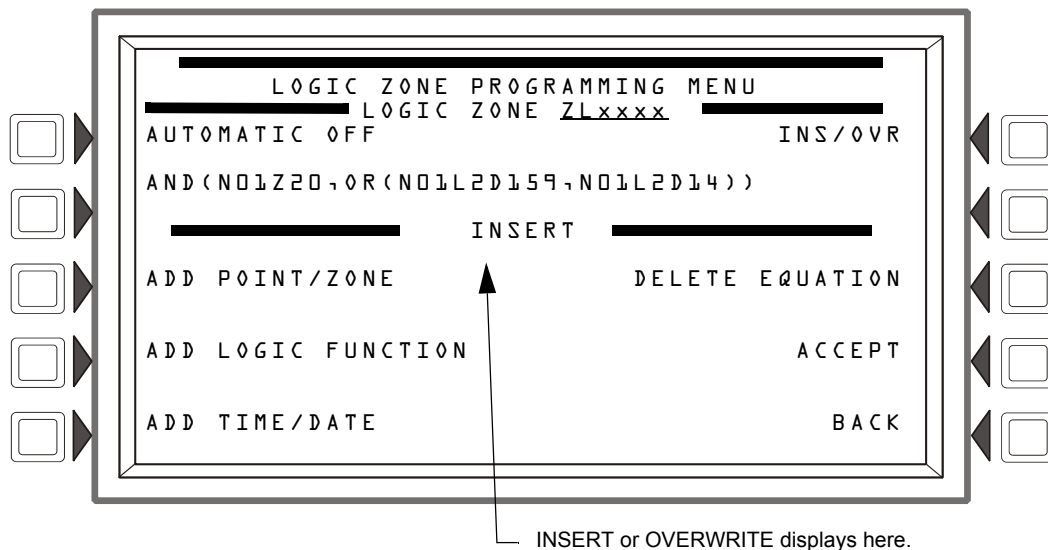 LOGIC ZONE PROGRAMMING MENU
LOGIC ZONE ZLxxxx
AUTOMATIC OFF INS/OVR
AND(N01Z20,OR(N01L2D159,N01L2D14))
INSERT
ADD POINT/ZONE DELETE EQUATION
ADD LOGIC FUNCTION ACCEPT
ADD TIME/DATE BACK
INSERT or OVERWRITE displays here.